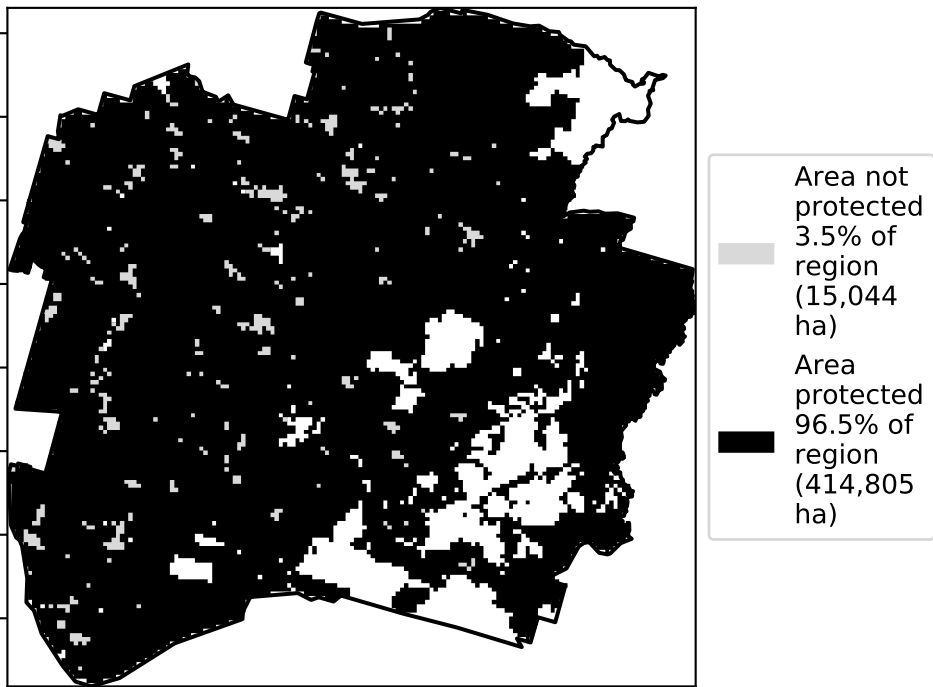 Area not
protected
3.5% of
region
(15,044
ha)
Area
protected
96.5% of
region
(414,805
ha)